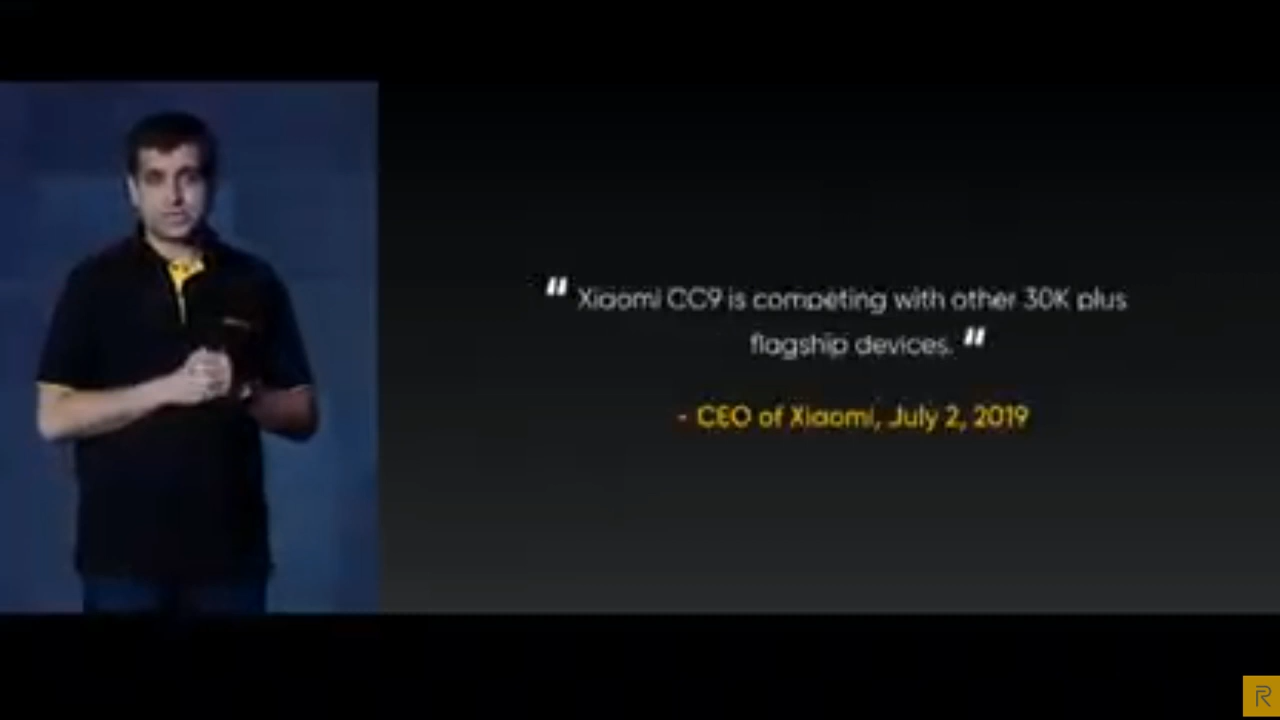 “ Xiaomi CC9 is competing with other 30K plus
flagship devices. “
- CEO of Xiaomi, July 2, 2019
R